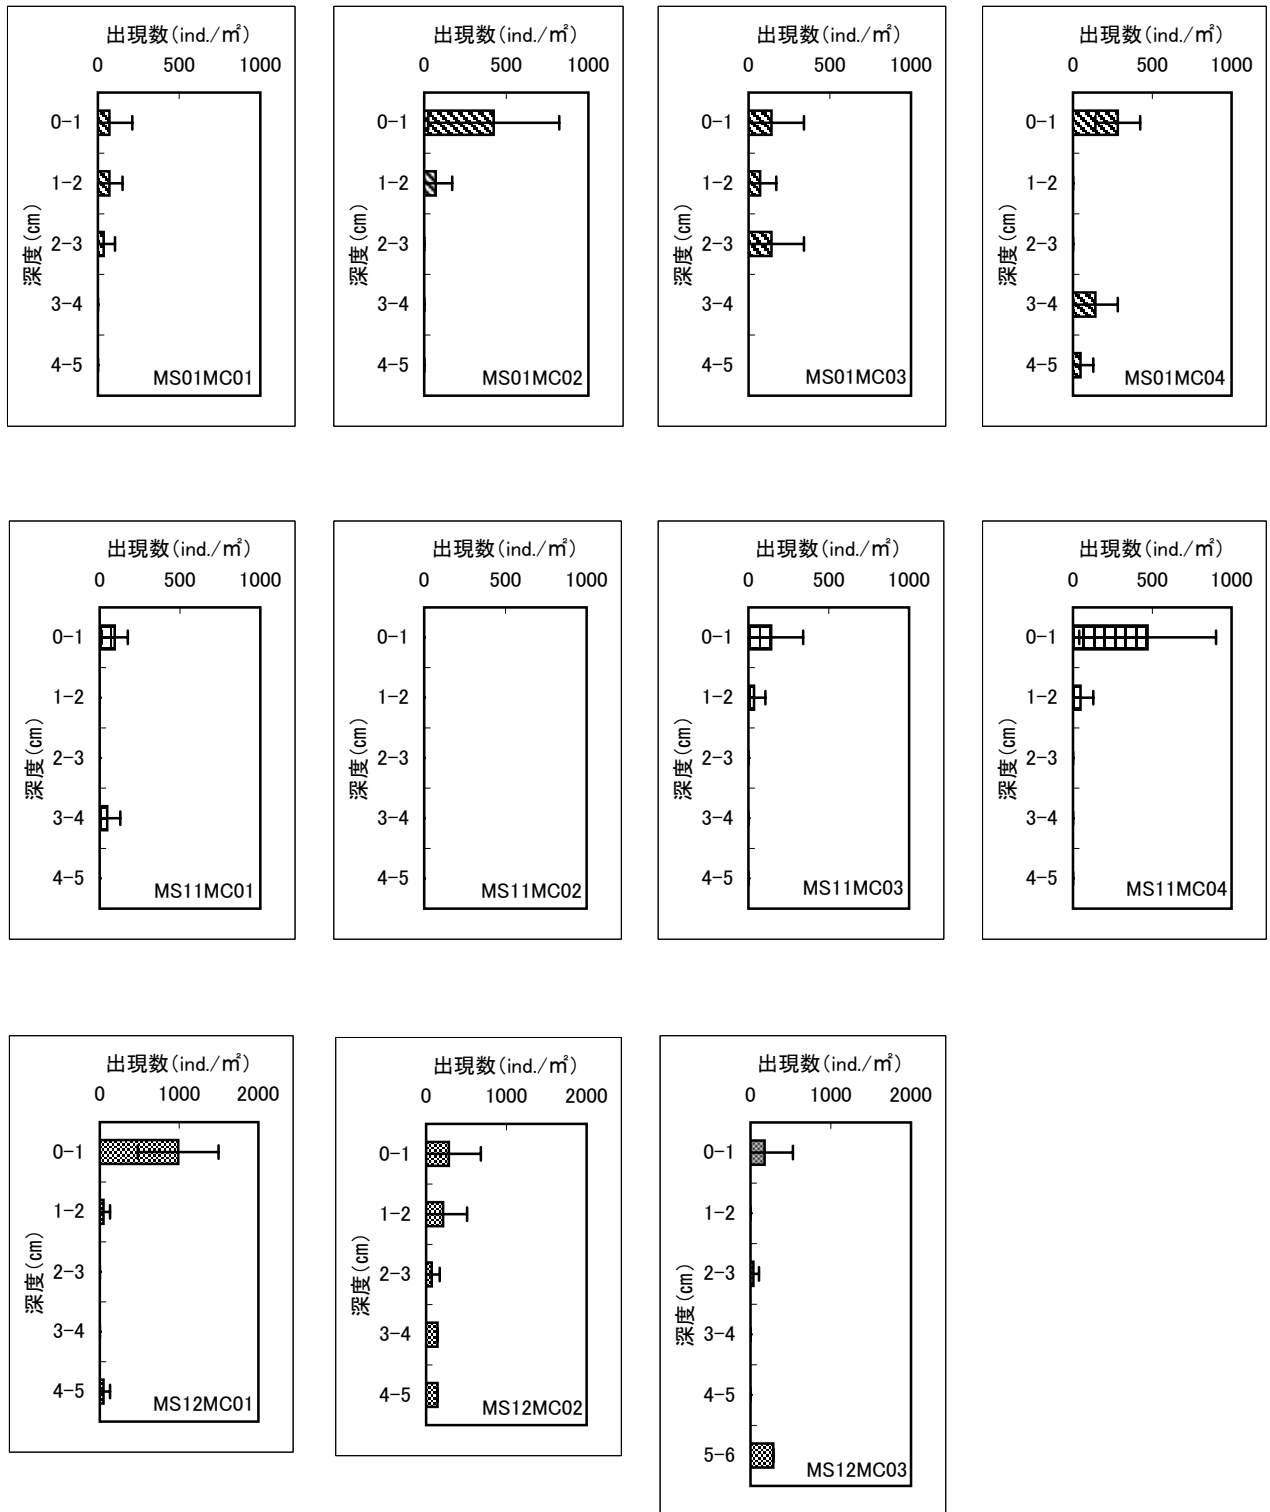 出現数(ind./㎡)
0 500 1000
0-1
1-2
2-3
3-4
4-5
深度(cm)
MS01MC01
出現数(ind./㎡)
0 500 1000
0-1
1-2
2-3
3-4
4-5
深度(cm)
MS01MC02
出現数(ind./㎡)
0 500 1000
0-1
1-2
2-3
3-4
4-5
深度(cm)
MS01MC03
出現数(ind./㎡)
0 500 1000
0-1
1-2
2-3
3-4
4-5
深度(cm)
MS01MC04
出現数(ind./㎡)
0 500 1000
0-1
1-2
2-3
3-4
4-5
深度(cm)
MS11MC01
出現数(ind./㎡)
0 500 1000
0-1
1-2
2-3
3-4
4-5
深度(cm)
MS11MC02
出現数(ind./㎡)
0 500 1000
0-1
1-2
2-3
3-4
4-5
深度(cm)
MS11MC03
出現数(ind./㎡)
0 500 1000
0-1
1-2
2-3
3-4
4-5
深度(cm)
MS11MC04
出現数(ind./㎡)
0 1000 2000
0-1
1-2
2-3
3-4
4-5
深度(cm)
MS12MC01
出現数(ind./㎡)
0 1000 2000
0-1
1-2
2-3
3-4
4-5
深度(cm)
MS12MC02
出現数(ind./㎡)
0 1000 2000
0-1
1-2
2-3
3-4
4-5
5-6
深度(cm)
MS12MC03